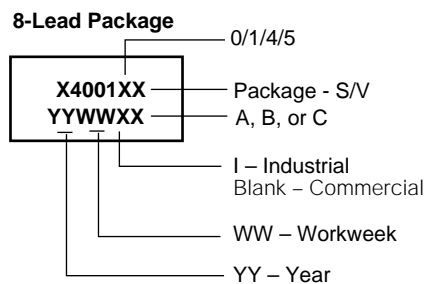 8-Lead Package
0/1/4/5
X4001XX
Package - S/V
YYWWXX
A, B, or C
I – Industrial
Blank – Commercial
WW – Workweek
YY – Year